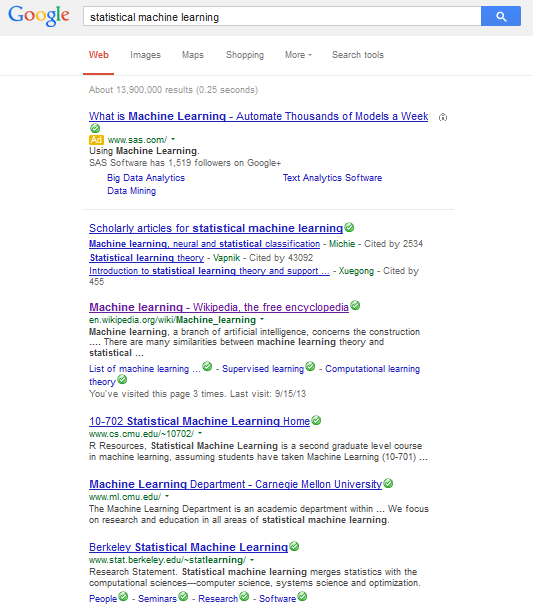 Google
statistical machine learning
Web Images Maps Shopping More Search tools
About 13,900,000 results (0.25 seconds)
What is Machine Learning - Automate Thousands of Models a Week
Ad www.sas.com/
Using Machine Learning.
SAS Software has 1,519 followers on Google+
Big Data Analytics Text Analytics Software
Data Mining
Scholarly articles for statistical machine learning
Machine learning, neural and statistical classification - Michie - Cited by 2534
Statistical learning theory - Vapnik - Cited by 43092
Introduction to statistical learning theory and support ... - Xuegong - Cited by
455
Machine learning - Wikipedia, the free encyclopedia
en.wikipedia.org/wiki/Machine_learning
Machine learning, a branch of artificial intelligence, concerns the construction
.... There are many similarities between machine learning theory and
statistical ...
List of machine learning ... - Supervised learning - Computational learning
theory
You've visited this page 3 times. Last visit: 9/15/13
10-702 Statistical Machine Learning Home
www.cs.cmu.edu/~10702/
R Resources, Statistical Machine Learning is a second graduate level course
in machine learning, assuming students have taken Machine Learning (10-701) ...
Machine Learning Department - Carnegie Mellon University
www.ml.cmu.edu/
The Machine Learning Department is an academic department within ... We focus
on research and education in all areas of statistical machine learning.
Berkeley Statistical Machine Learning
www.stat.berkeley.edu/~statlearning/
Research Statement. Statistical machine learning merges statistics with the
computational sciences---computer science, systems science and optimization.
People - Seminars - Research - Software